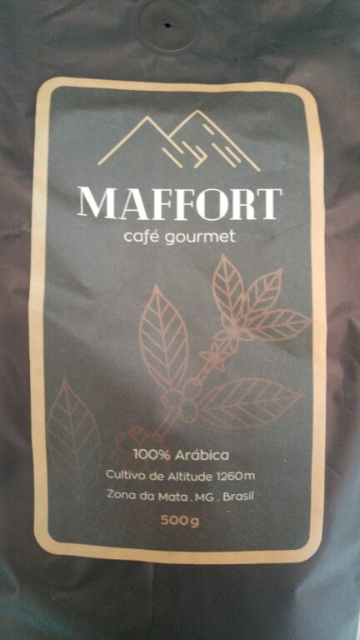 MAFFORT
café gourmet
100% Arábica
Cultivo de Altitude 1260m
Zona da Mata . MG . Brasil
500g